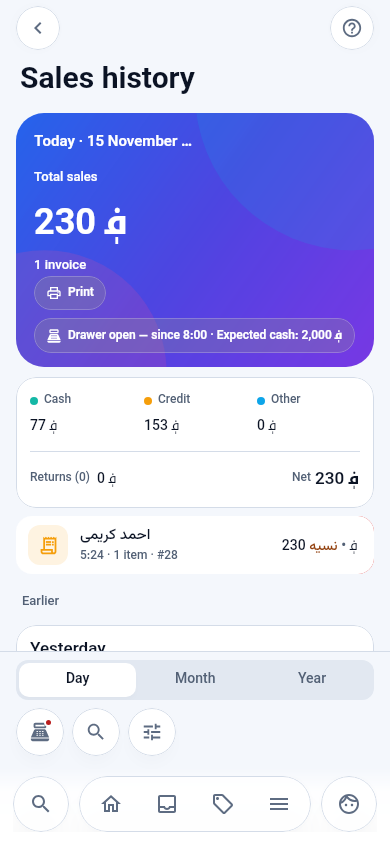 Sales history
Today · 15 November …
Total sales
230 ؋
1 invoice
Print
Drawer open — since 8:00 · Expected cash: 2,000 ؋
Cash
Credit
Other
77 ؋
153 ؋
0 ؋
Returns (0) 0 ؋
Net 230 ؋
احمد کریمی
5:24 · 1 item · #28
230 نسیه • ؋
Earlier
Yesterday
Day
Month
Year